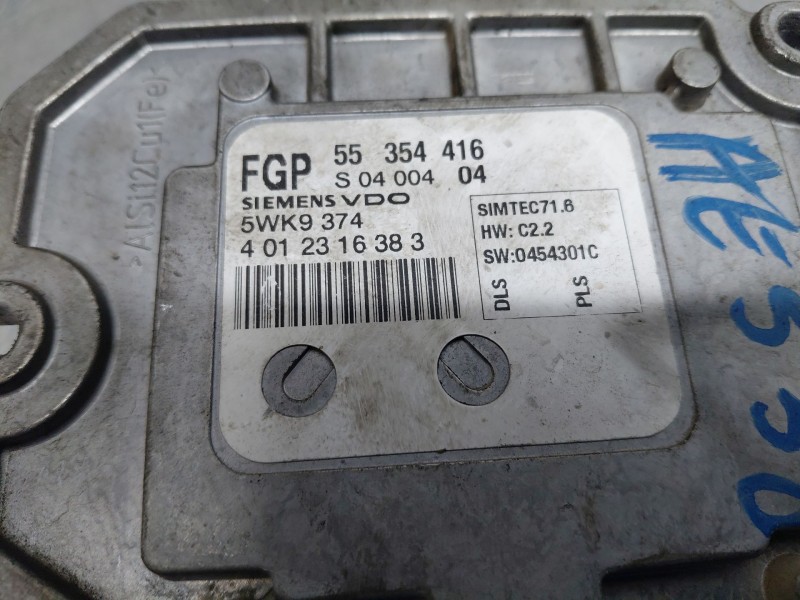 >AlSi12Cu1(Fe)<
FGP 55 354 416
S 04 004 04
SIEMENS VDO
5WK9 374
4 01 23 16 38 3
SIMTEC71.6
HW: C2.2
SW:0454301C
DLS
PLS